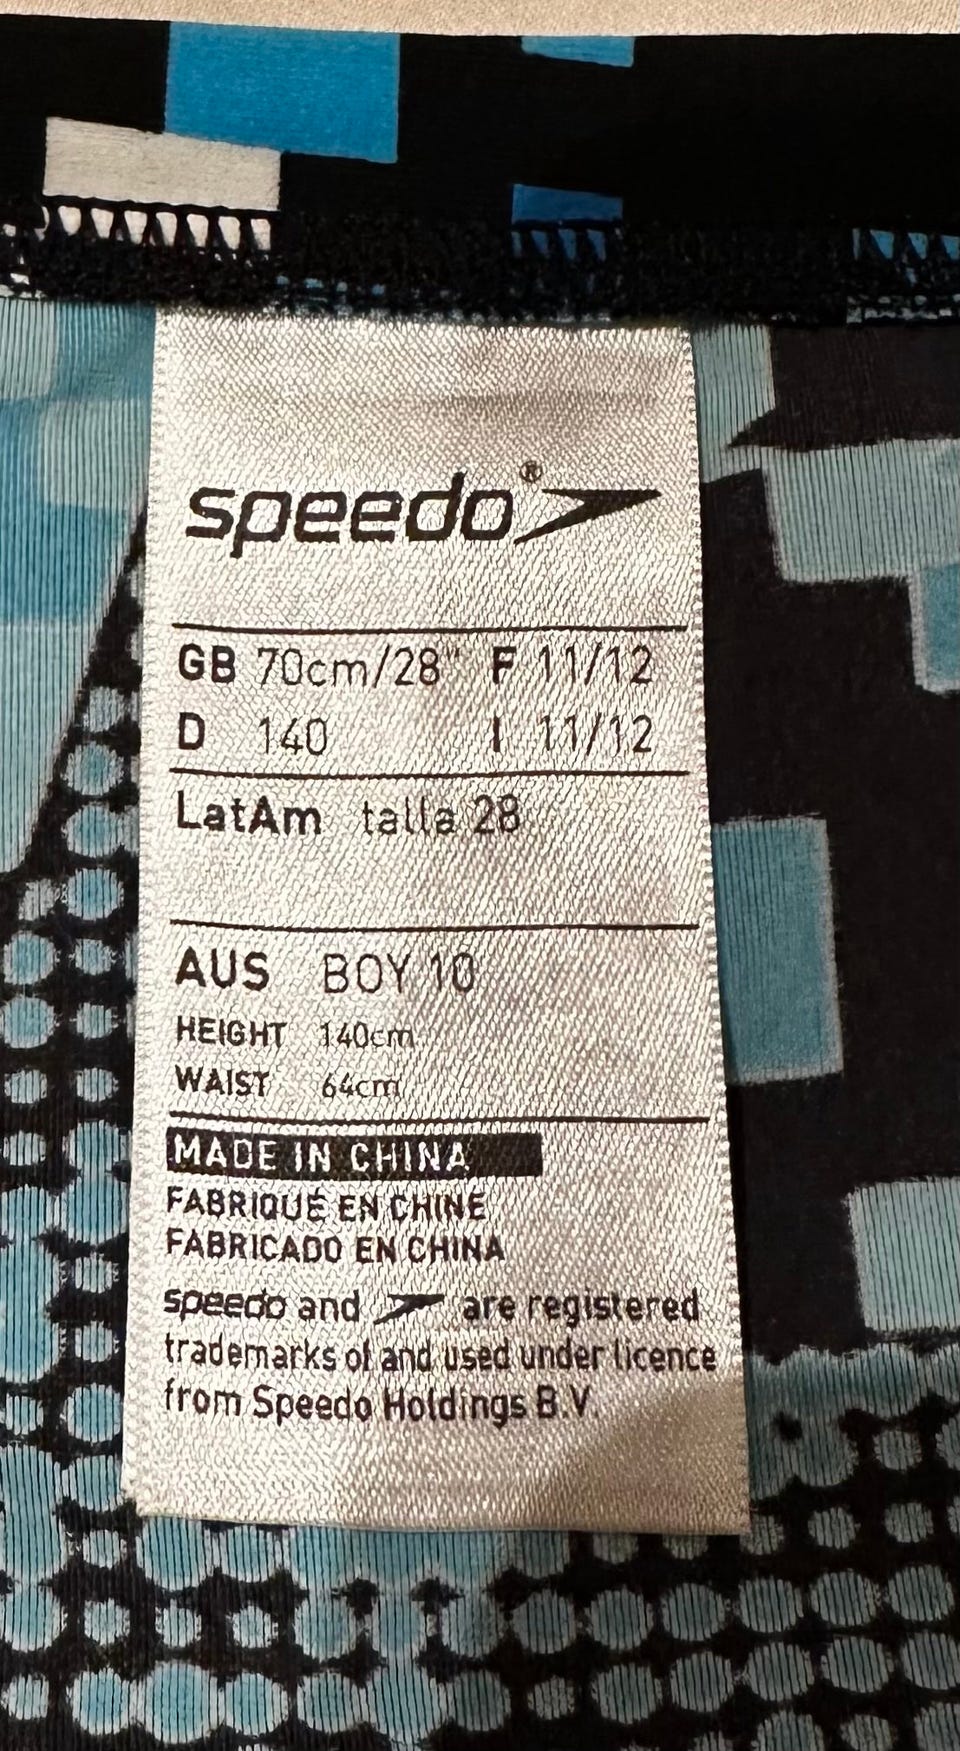 speedo®
GB 70cm/28" F 11/12
D 140 I 11/12
LatAm talla 28
AUS BOY 10
HEIGHT 140cm
WAIST 64cm
MADE IN CHINA
FABRIQUÉ EN CHINE
FABRICADO EN CHINA
speedo and are registered
trademarks of and used under licence
from Speedo Holdings B.V.